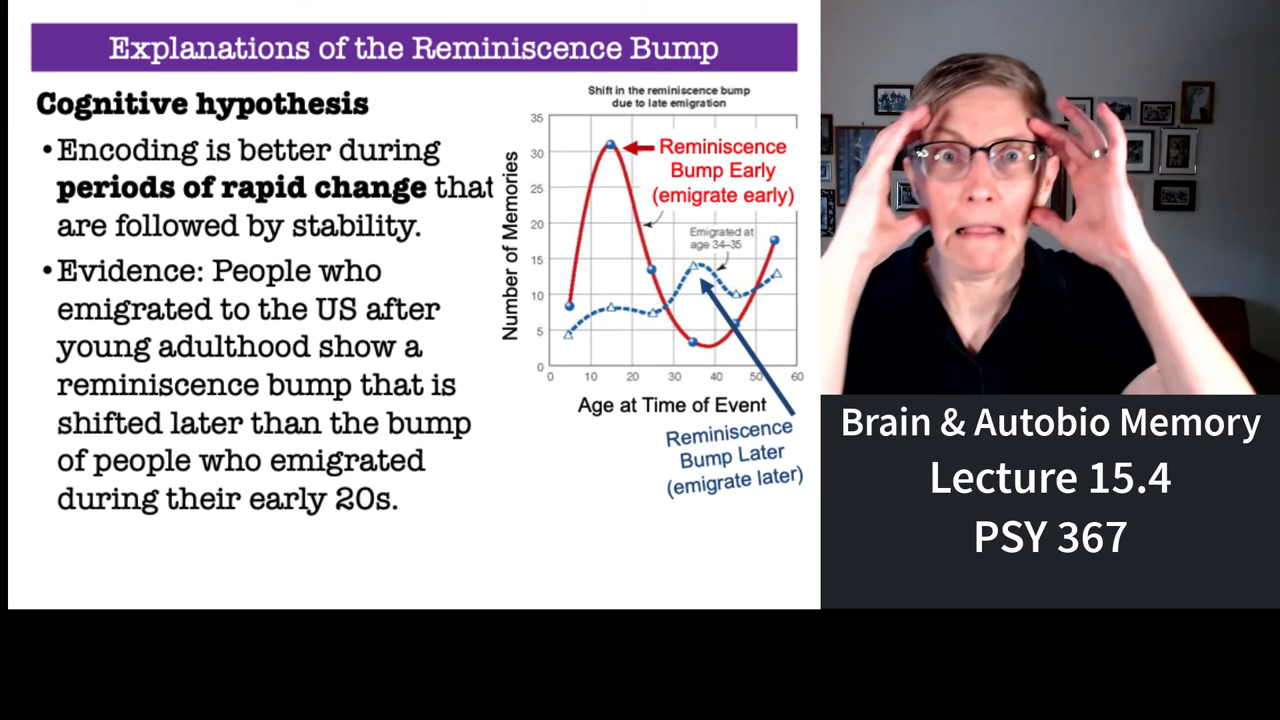 Explanations of the Reminiscence Bump
Cognitive hypothesis
•Encoding is better during
periods of rapid change that
are followed by stability.
•Evidence: People who
emigrated to the US after
young adulthood show a
reminiscence bump that is
shifted later than the bump
of people who emigrated
during their early 20s.
Shift in the reminiscence bump
due to late emigration
Number of Memories
35
30
25
20
15
10
5
0
Reminiscence
Bump Early
(emigrate early)
Emigrated at
age 34–35
0 10 20 30 40 50 60
Age at Time of Event
Reminiscence
Bump Later
(emigrate later)
Brain & Autobio Memory
Lecture 15.4
PSY 367